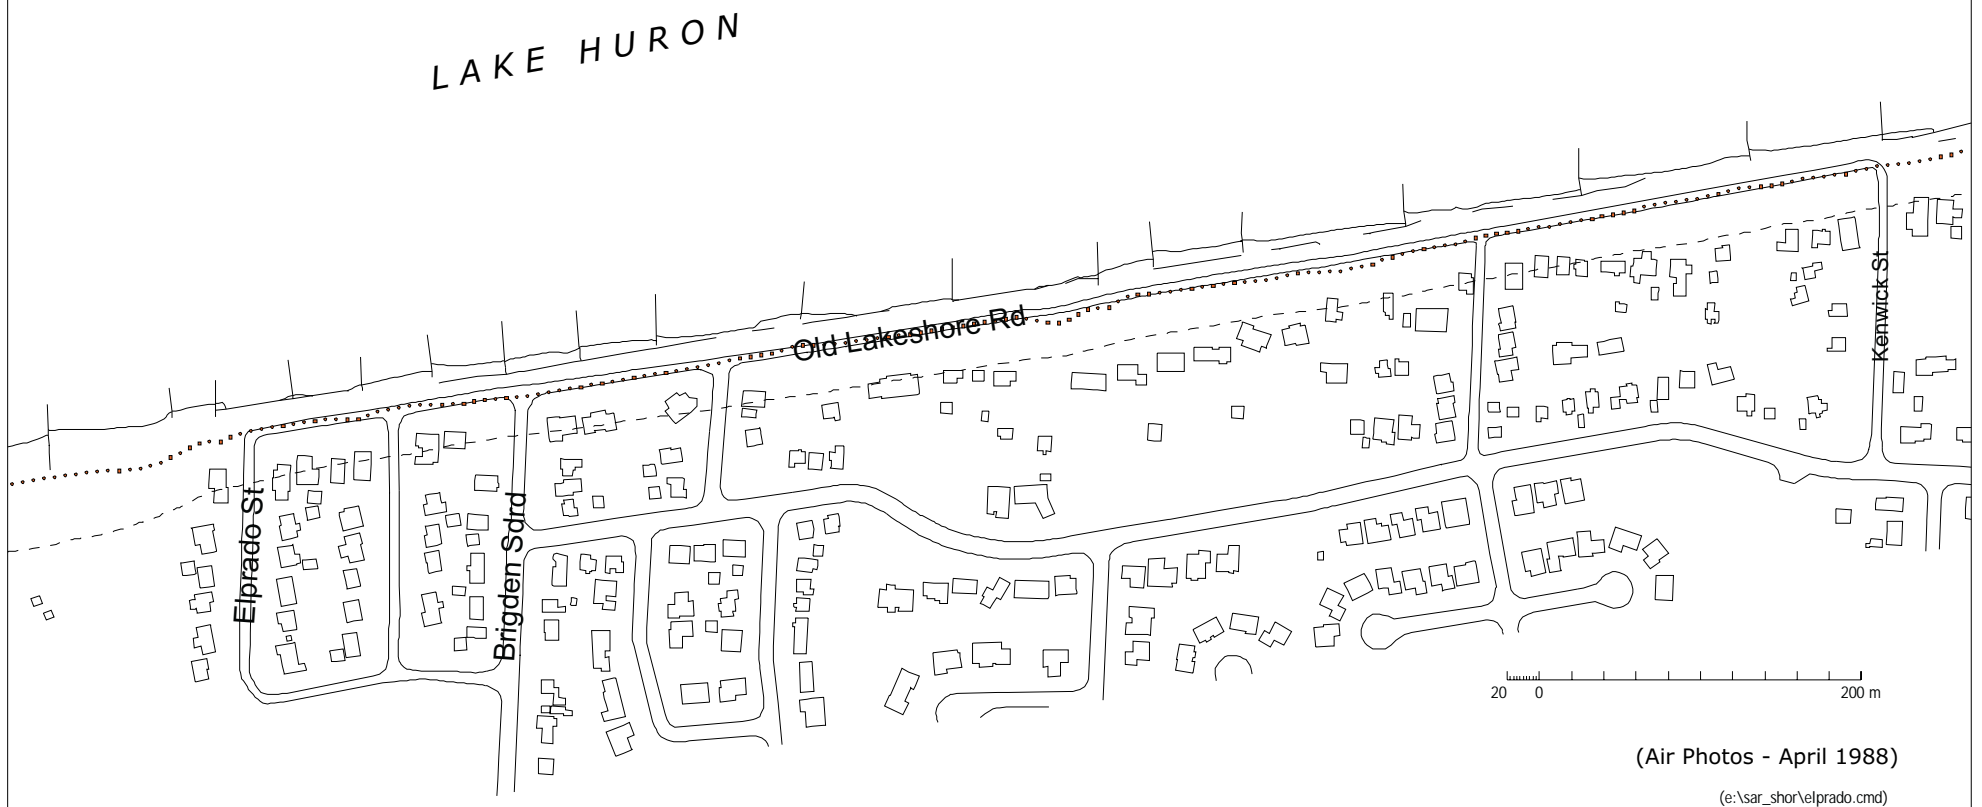 LAKE HURON
Old Lakeshore Rd
Kenwick St
Elprado St
Brigden Sdrd
20 0 200 m
(Air Photos - April 1988)
(e:\sar_shor\elprado.cmd)